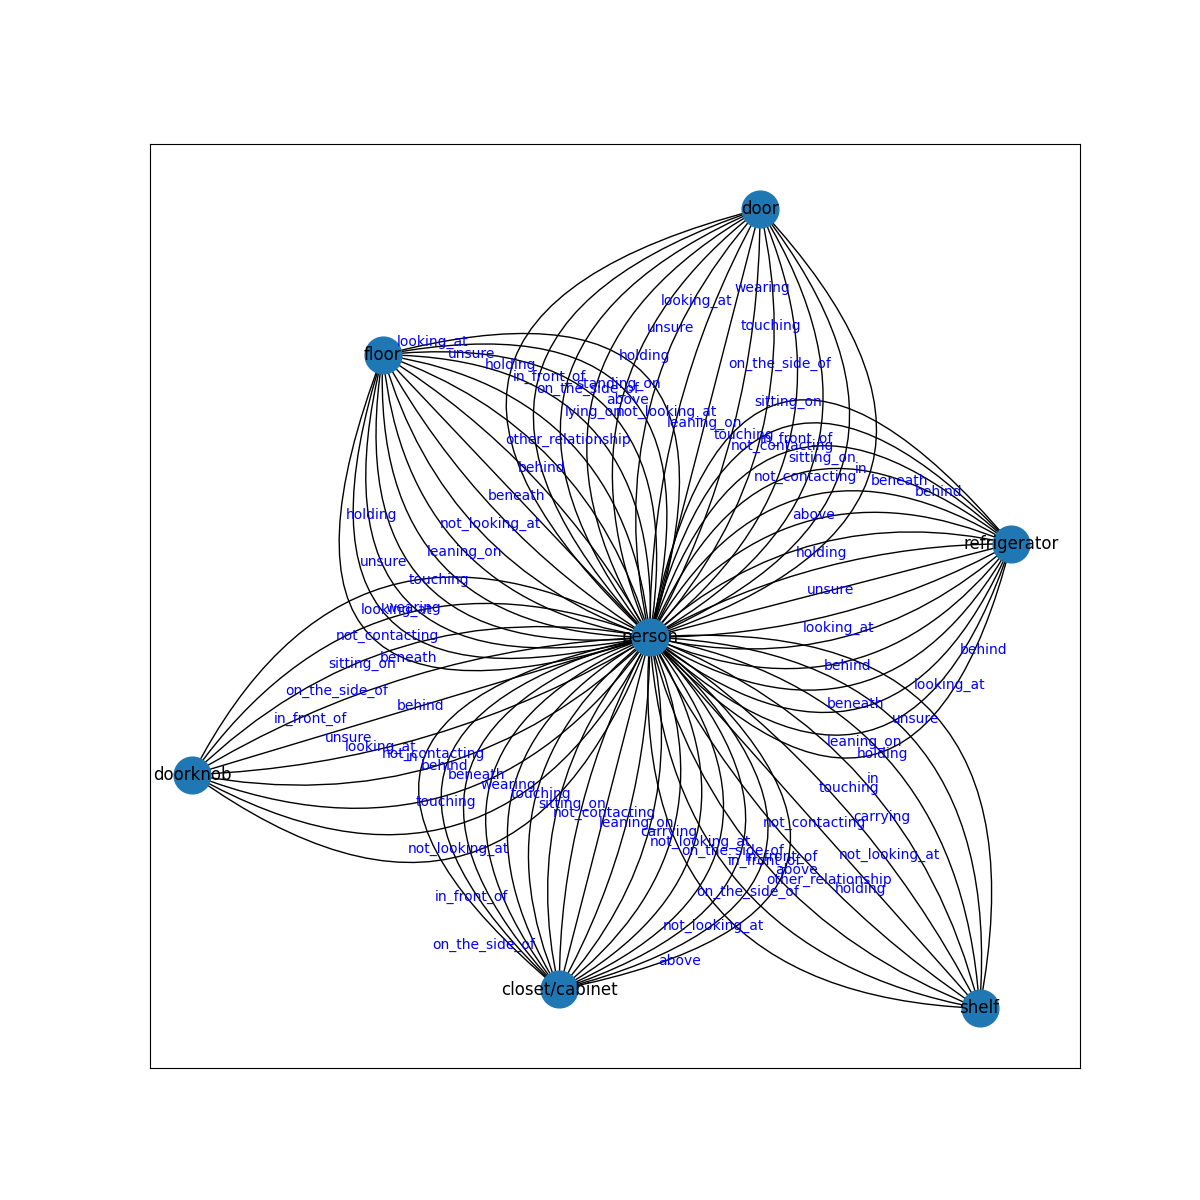 door
wearing
looking_at
touching
unsure
looking_at
floor
unsure
holding
holding
on_the_side_of
in_front_of
standing_on
on_the_side_of
above
sitting_on
lying_on
not_looking_at
leaning_on
touching
in_front_of
other_relationship
not_contacting
sitting_on
behind
in
not_contacting
beneath
behind
beneath
holding
above
not_looking_at
refrigerator
leaning_on
holding
unsure
touching
unsure
looking_at
wearing
looking_at
not_contacting
person
behind
beneath
sitting_on
behind
looking_at
on_the_side_of
beneath
behind
in_front_of
unsure
unsure
leaning_on
looking_at
not_contacting
in
holding
behind
doorknob
beneath
in
wearing
touching
touching
touching
sitting_on
not_contacting
carrying
leaning_on
not_contacting
carrying
not_looking_at
not_looking_at
on_the_side_of
in_front_of
in_front_of
not_looking_at
above
other_relationship
holding
on_the_side_of
in_front_of
not_looking_at
on_the_side_of
above
closet/cabinet
shelf